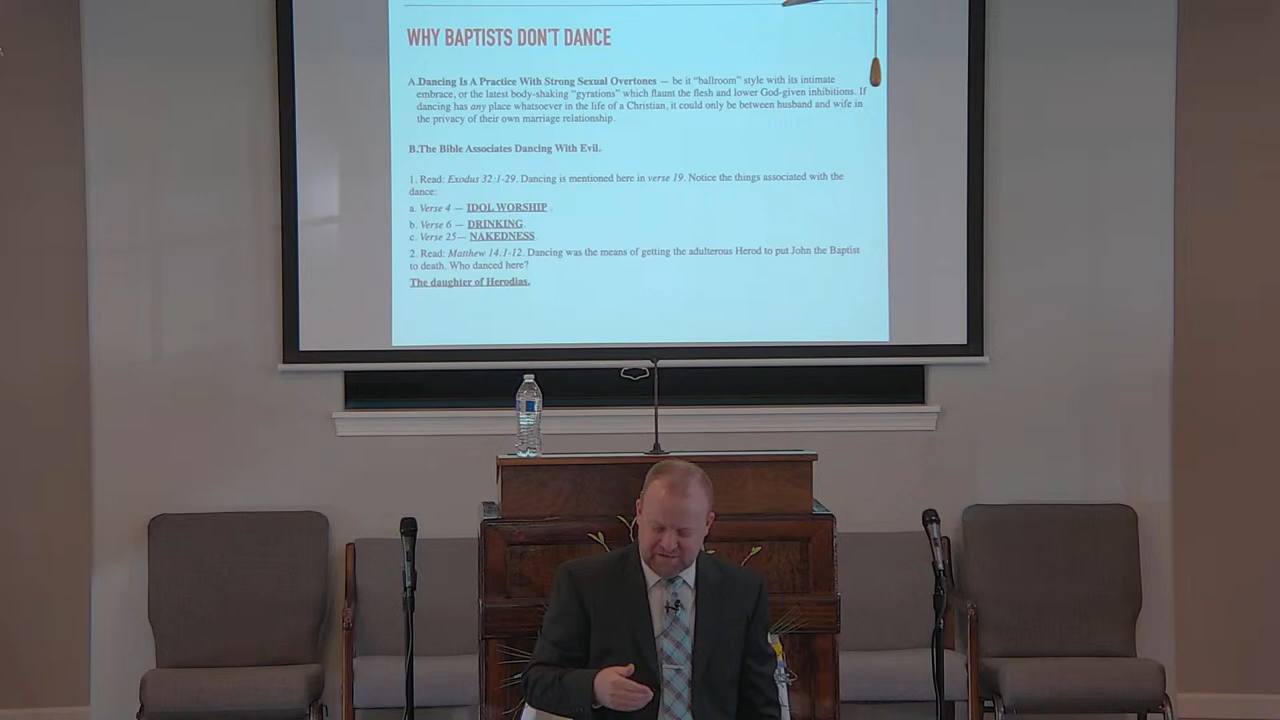 WHY BAPTISTS DON'T DANCE
A.Dancing Is A Practice With Strong Sexual Overtones — be it "ballroom" style with its intimate
embrace, or the latest body-shaking "gyrations" which flaunt the flesh and lower God-given inhibitions. If
dancing has any place whatsoever in the life of a Christian, it could only be between husband and wife in
the privacy of their own marriage relationship.
B.The Bible Associates Dancing With Evil.
1. Read: Exodus 32:1-29. Dancing is mentioned here in verse 19. Notice the things associated with the
dance:
a. Verse 4 — IDOL WORSHIP.
b. Verse 6 — DRINKING.
c. Verse 25— NAKEDNESS.
2. Read: Matthew 14:1-12. Dancing was the means of getting the adulterous Herod to put John the Baptist
to death. Who danced here?
The daughter of Herodias.